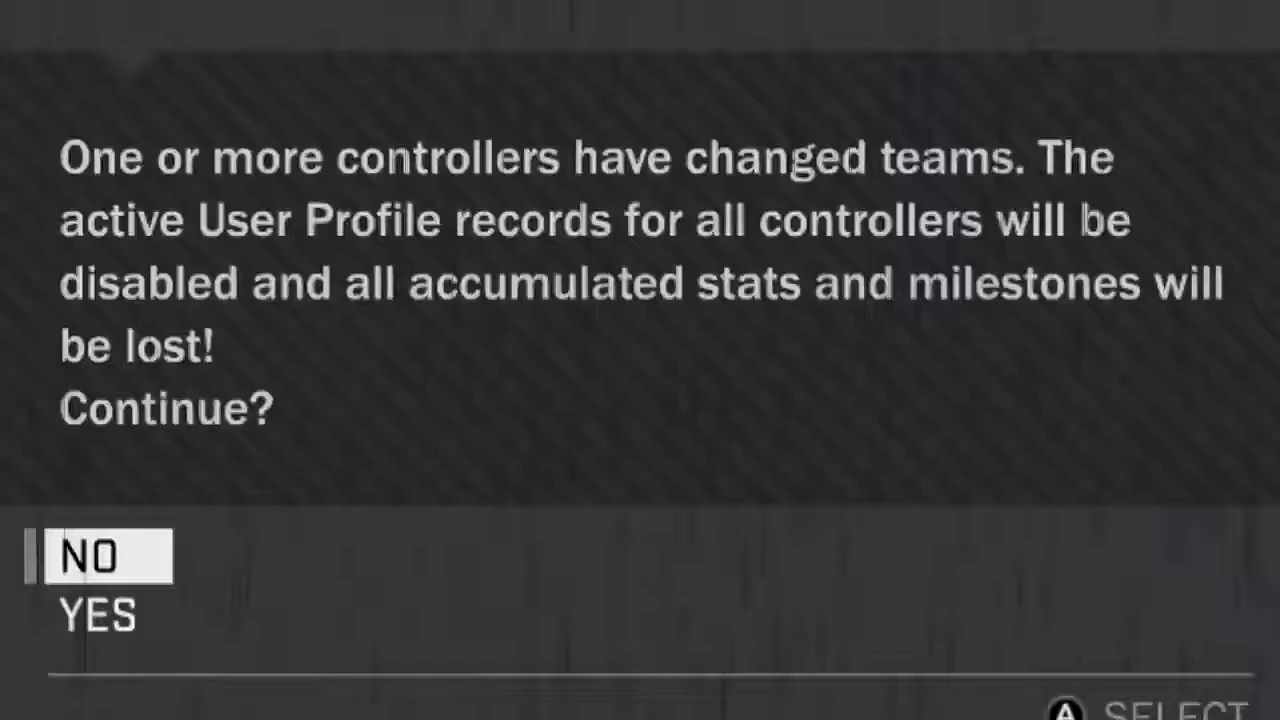 One or more controllers have changed teams. The
active User Profile records for all controllers will be
disabled and all accumulated stats and milestones will
be lost!
Continue?
NO
YES
A SELECT